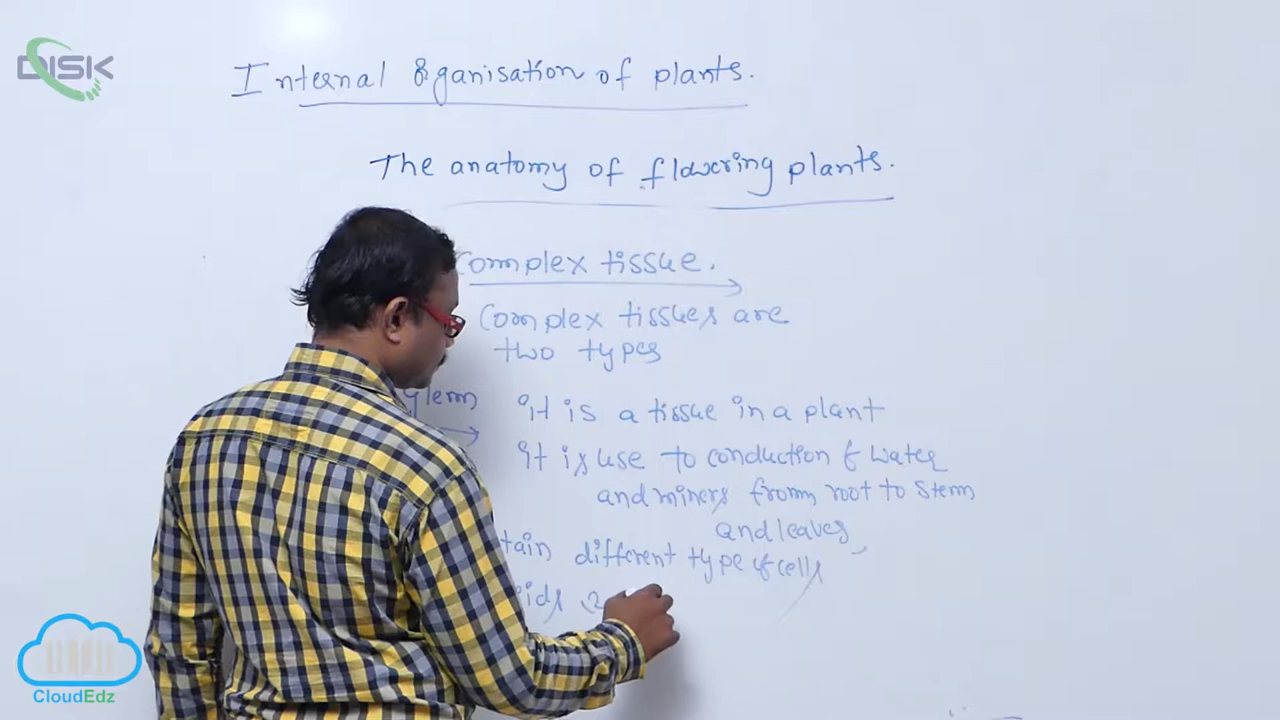 DISK
Internal organisation of plants.
The anatomy of flowering plants.
Complex tissue.
Complex tissues are
two types
ylem it is a tissue in a plant
it is use to conduction of water
and miners from root to stem
and leaves
tain different type of cells
ids 2
CloudEdz